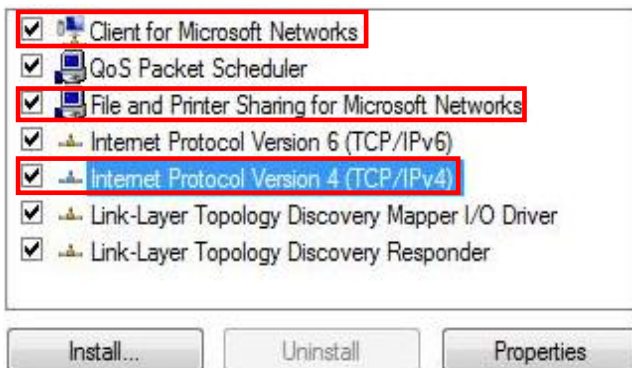 Client for Microsoft Networks
QoS Packet Scheduler
File and Printer Sharing for Microsoft Networks
Internet Protocol Version 6 (TCP/IPv6)
Internet Protocol Version 4 (TCP/IPv4)
Link-Layer Topology Discovery Mapper I/O Driver
Link-Layer Topology Discovery Responder
Install... Uninstall Properties